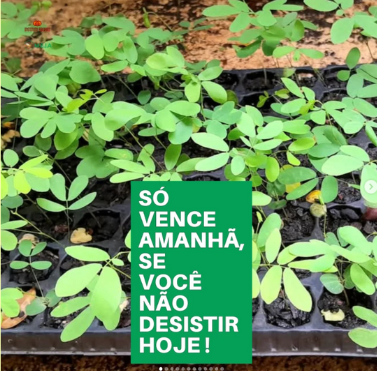 SÓ
VENCE
AMANHÃ,
SE
VOCÊ
NÃO
DESISTIR
HOJE!